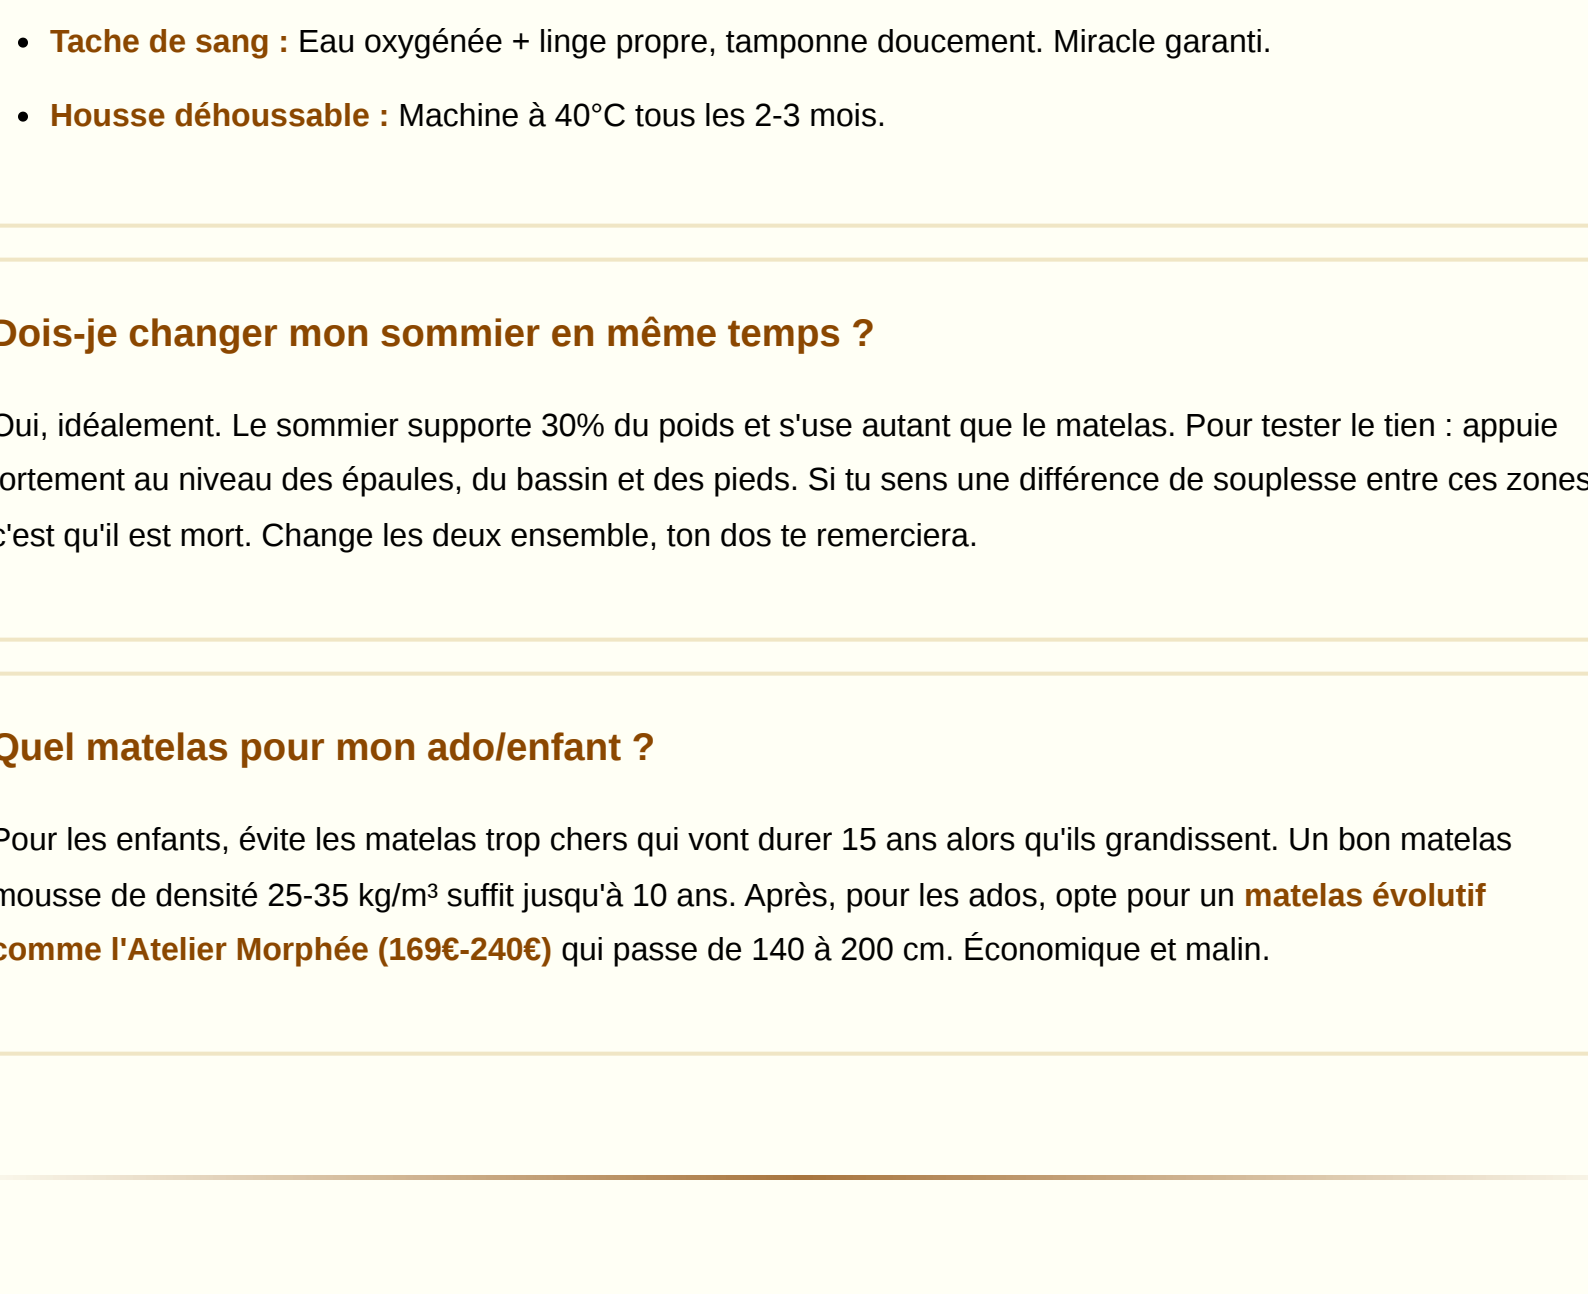 Tache de sang : Eau oxygénée + linge propre, tamponne doucement. Miracle garanti.
Housse déhoussable : Machine à 40°C tous les 2-3 mois.
Dois-je changer mon sommier en même temps ?
Oui, idéalement. Le sommier supporte 30% du poids et s'use autant que le matelas. Pour tester le tien : appuie
ortement au niveau des épaules, du bassin et des pieds. Si tu sens une différence de souplesse entre ces zones
c'est qu'il est mort. Change les deux ensemble, ton dos te remerciera.
Quel matelas pour mon ado/enfant ?
Pour les enfants, évite les matelas trop chers qui vont durer 15 ans alors qu'ils grandissent. Un bon matelas
mousse de densité 25-35 kg/m³ suffit jusqu'à 10 ans. Après, pour les ados, opte pour un matelas évolutif
comme l'Atelier Morphée (169€-240€) qui passe de 140 à 200 cm. Économique et malin.